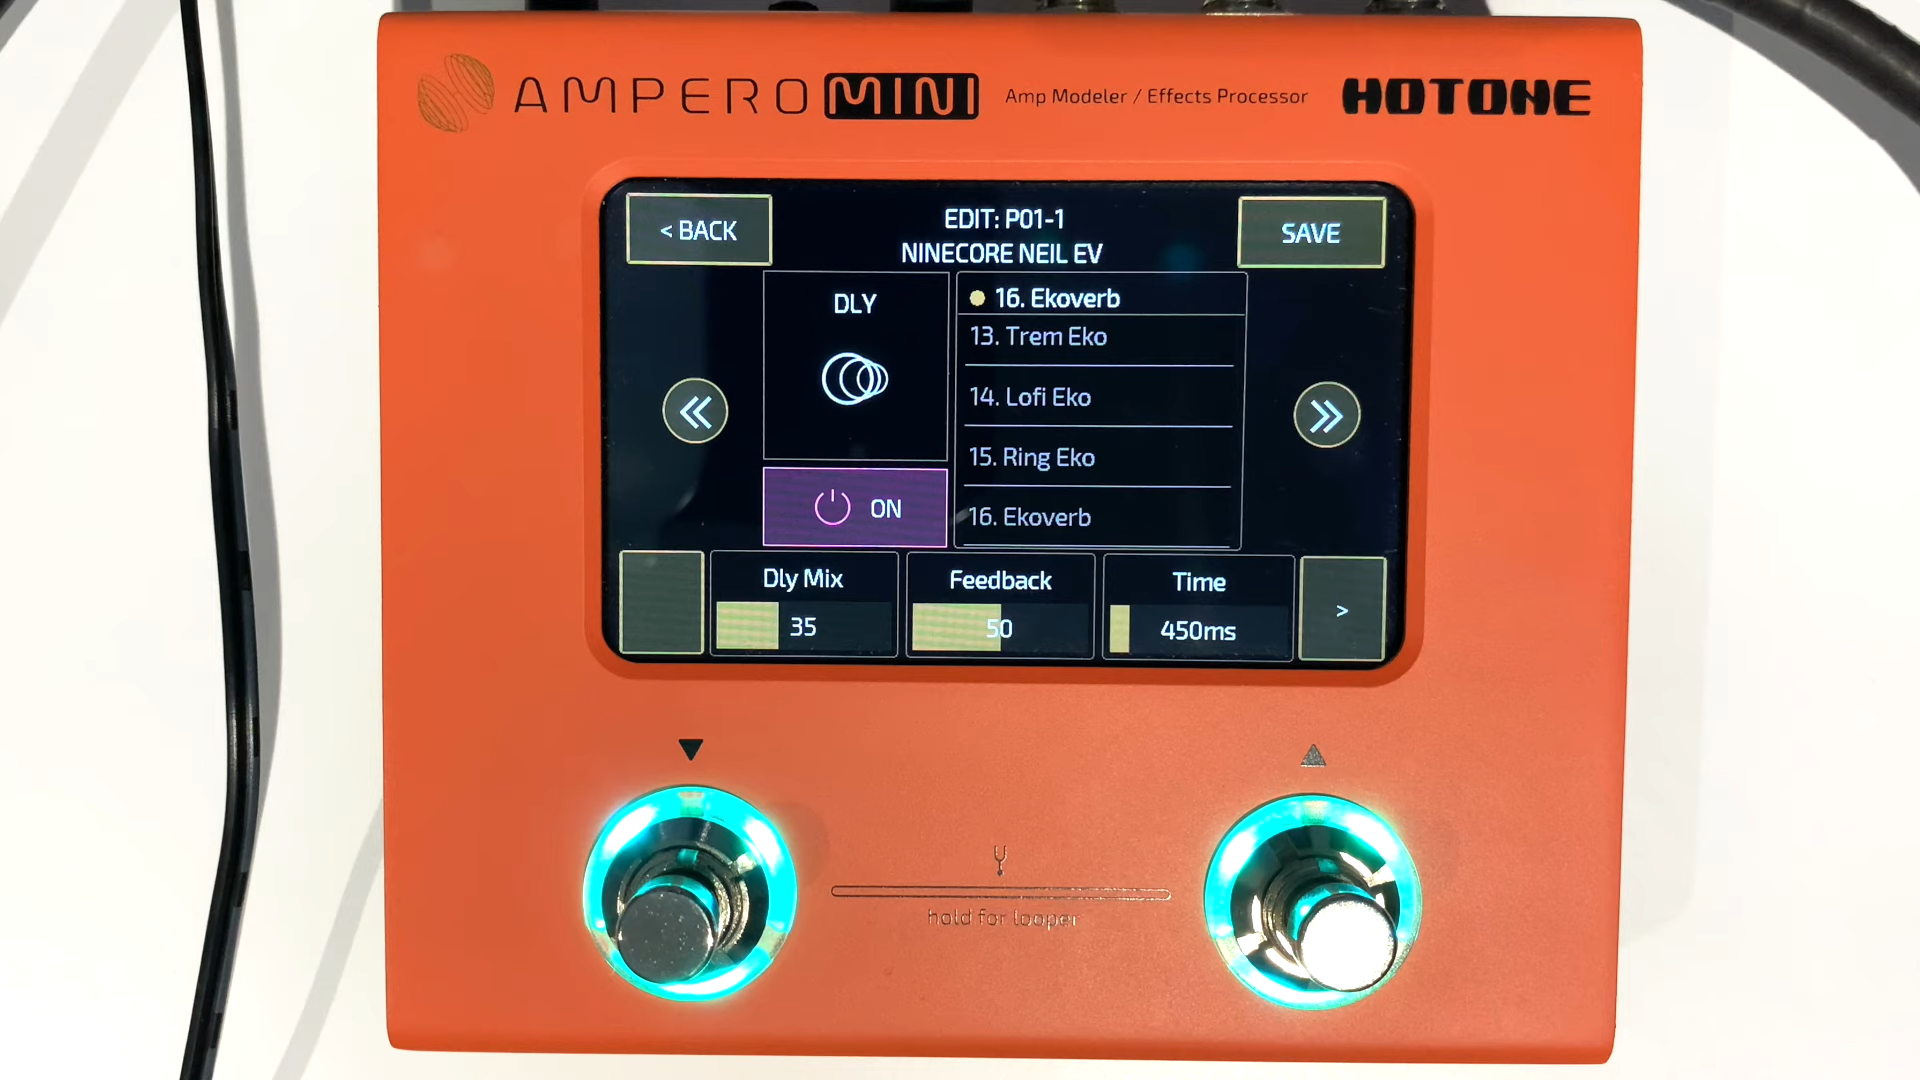 AMPERO MINI Amp Modeler / Effects Processor HOTONE
< BACK
EDIT: P01-1
NINECORE NEIL EV
SAVE
DLY
ON
16. Ekoverb
13. Trem Eko
14. Lofi Eko
15. Ring Eko
16. Ekoverb
Dly Mix
35
Feedback
50
Time
450ms
>
hold for looper